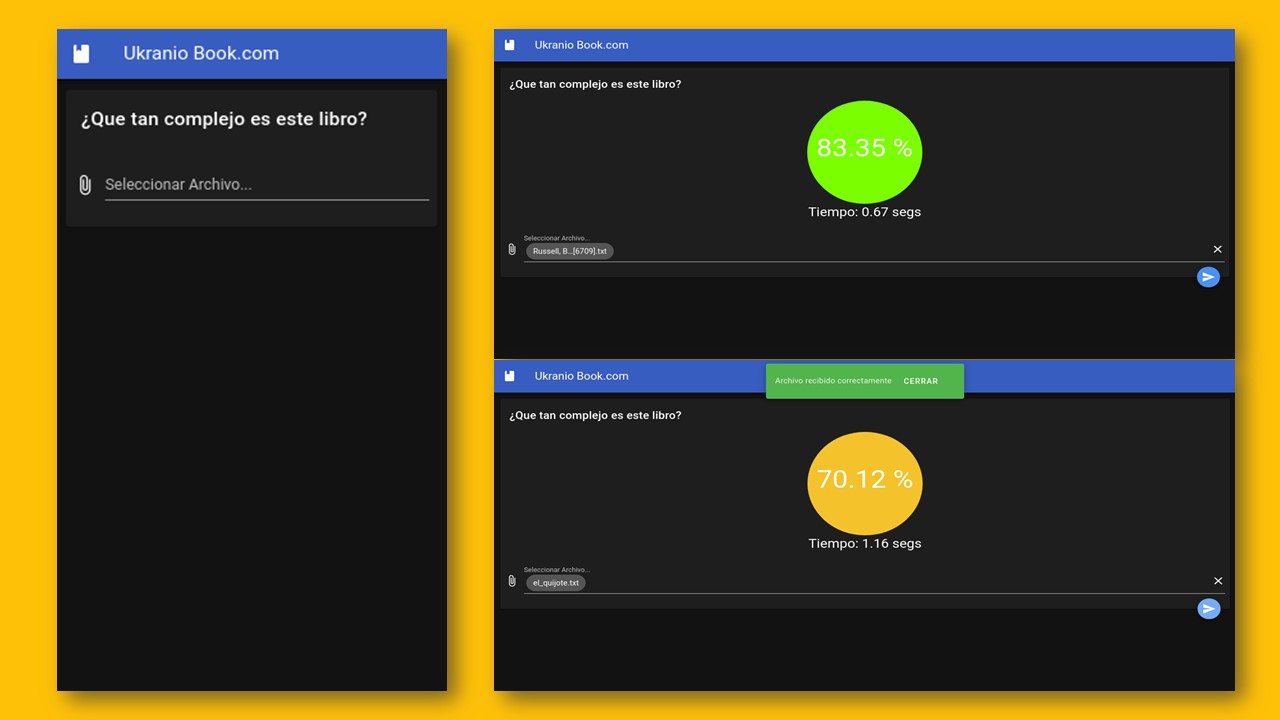 Ukranio Book.com
¿Que tan complejo es este libro?
Seleccionar Archivo...
Ukranio Book.com
¿Que tan complejo es este libro?
83.35 %
Tiempo: 0.67 segs
Seleccionar Archivo...
Russell, B...[6709].txt
Ukranio Book.com
Archivo recibido correctamente CERRAR
¿Que tan complejo es este libro?
70.12 %
Tiempo: 1.16 segs
Seleccionar Archivo...
el_quijote.txt